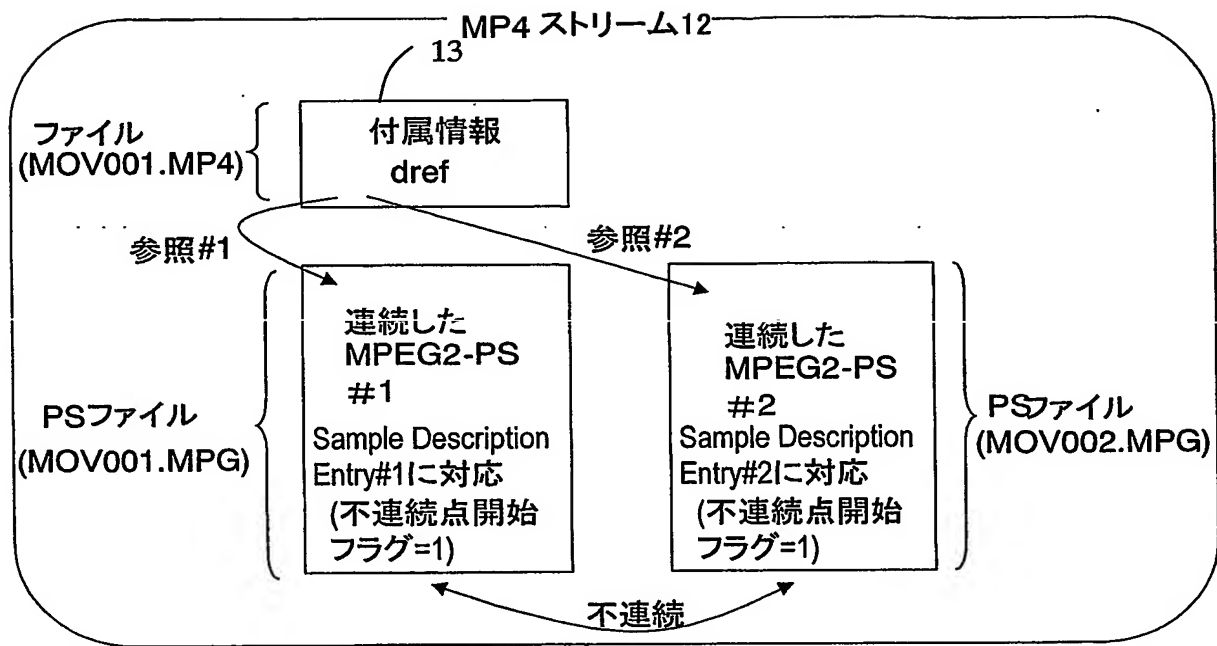 MP4 ストリーム12
13
ファイル
(MOV001.MP4)
付属情報
dref
参照#1
参照#2
PSファイル
(MOV001.MPG)
連続した
MPEG2-PS
#1
Sample Description
Entry#1に対応
(不連続点開始
フラグ=1)
連続した
MPEG2-PS
#2
Sample Description
Entry#2に対応
(不連続点開始
フラグ=1)
PSファイル
(MOV002.MPG)
不連続